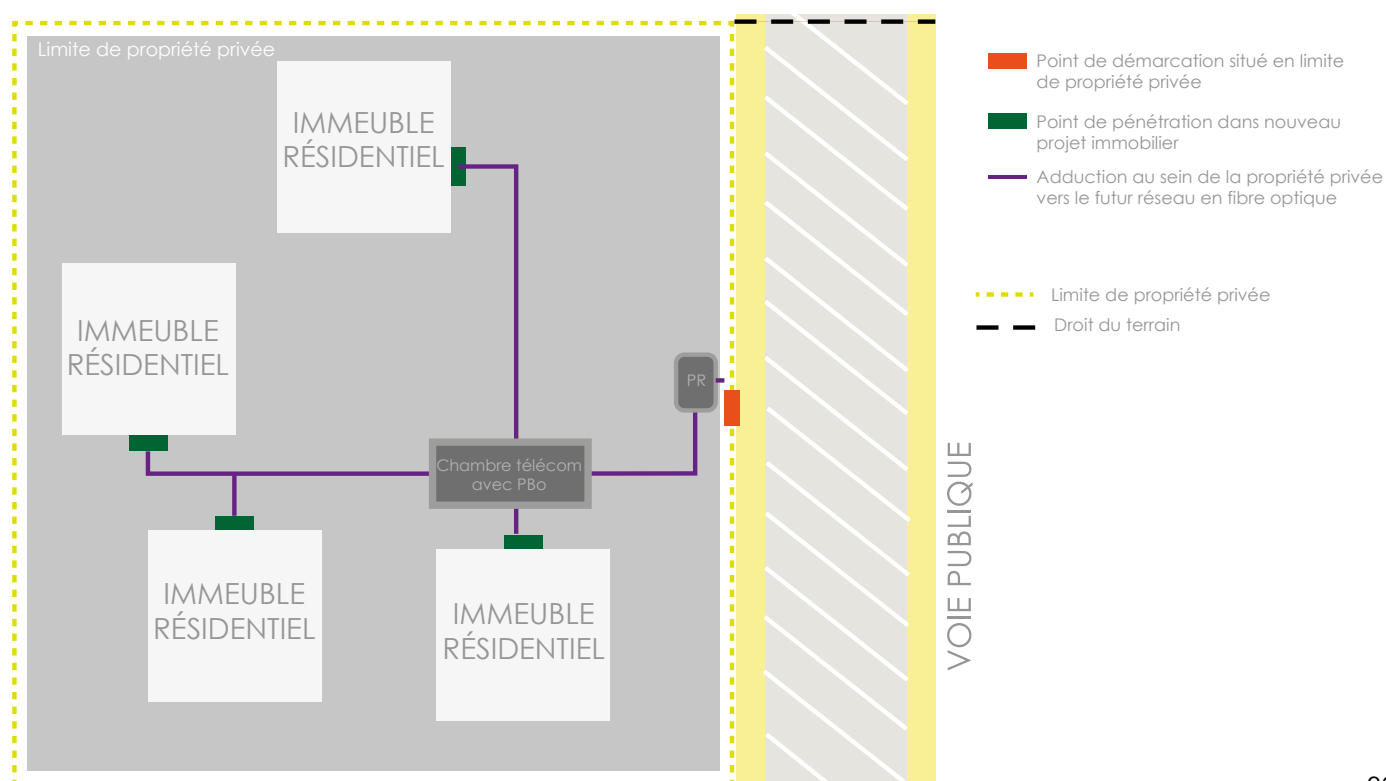 Limite de propriété privée
IMMEUBLE
RÉSIDENTIEL
IMMEUBLE
RÉSIDENTIEL
PR
Chambre télécom
avec PBo
IMMEUBLE
RÉSIDENTIEL
IMMEUBLE
RÉSIDENTIEL
VOIE PUBLIQUE
Point de démarcation situé en limite
de propriété privée
Point de pénétration dans nouveau
projet immobilier
Adduction au sein de la propriété privée
vers le futur réseau en fibre optique
Limite de propriété privée
Droit du terrain